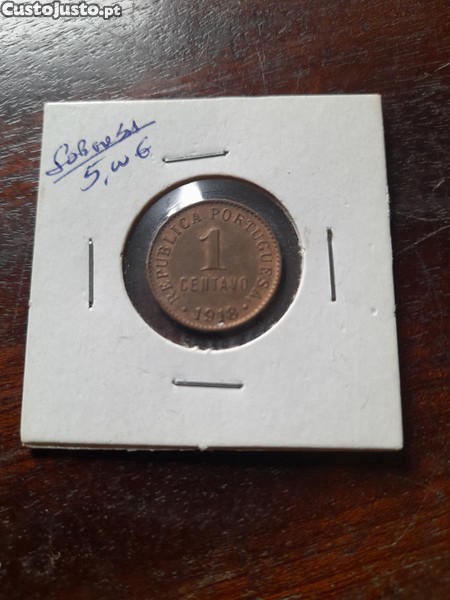 Custojusto.pt
REPUBLICA PORTUGUESA
1
CENTAVO
1918